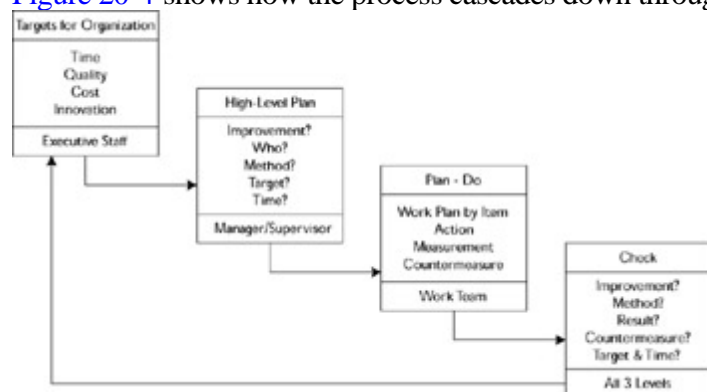 Figure 20-4 shows how the process cascades down throug
Targets for Organization
Time
Quality
Cost
Innovation
Executive Staff
High-Level Plan
Improvement?
Who?
Method?
Target?
Time?
Manager/Supervisor
Plan - Do
Work Plan by Item
Action
Measurement
Countermeasure
Work Team
Check
Improvement?
Method?
Result?
Countermeasure?
Target & Time?
All 3 Levels